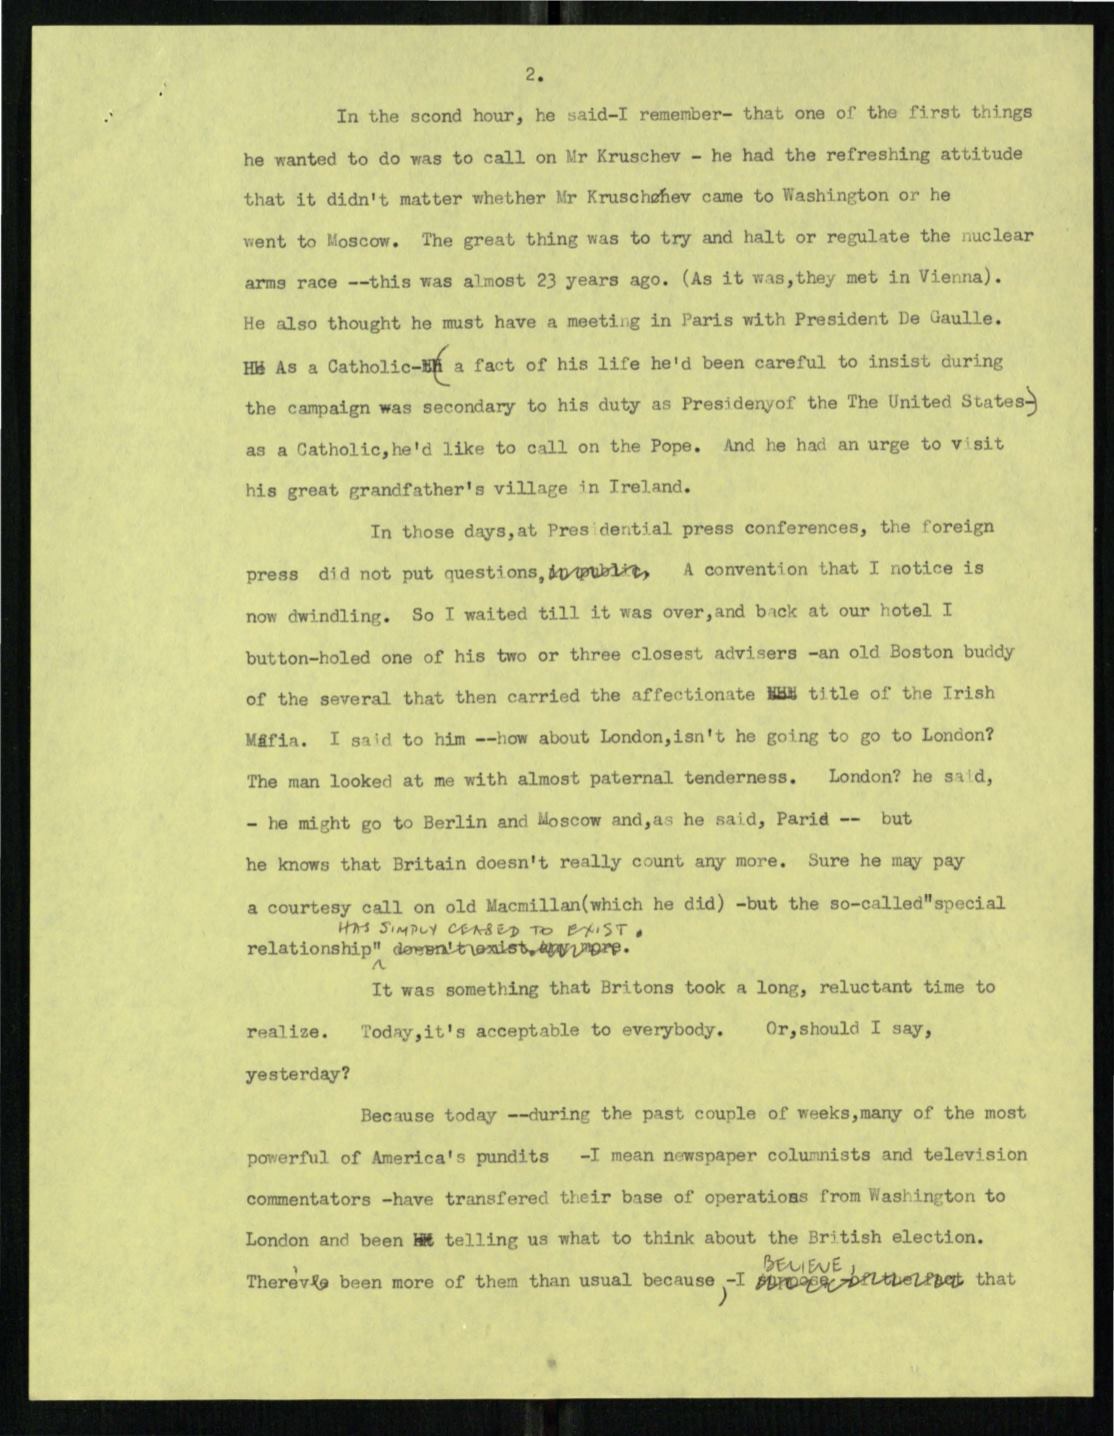 2.
In the scond hour, he said-I remember- that one of the first things
he wanted to do was to call on Mr Kruschev - he had the refreshing attitude
that it didn't matter whether Mr Kruschehev came to Washington or he
went to Moscow. The great thing was to try and halt or regulate the nuclear
arms race --this was almost 23 years ago. (As it was,they met in Vienna).
He also thought he must have a meeting in Paris with President De Gaulle.
As a Catholic-( a fact of his life he'd been careful to insist during
the campaign was secondary to his duty as Presidenyof the The United States-)
as a Catholic,he'd like to call on the Pope. And he had an urge to visit
his great grandfather's village in Ireland.
In those days,at Presidential press conferences, the foreign
press did not put questions, in public, A convention that I notice is
now dwindling. So I waited till it was over,and back at our hotel I
button-holed one of his two or three closest advisers -an old Boston buddy
of the several that then carried the affectionate title of the Irish
Mafia. I said to him --how about London,isn't he going to go to London?
The man looked at me with almost paternal tenderness. London? he said,
- he might go to Berlin and Moscow and,as he said, Parid -- but
he knows that Britain doesn't really count any more. Sure he may pay
a courtesy call on old Macmillan(which he did) -but the so-called"special
HAS SIMPLY CEASED TO EXIST.
relationship" doesn't exist any more.
It was something that Britons took a long, reluctant time to
realize. Today,it's acceptable to everybody. Or,should I say,
yesterday?
Because today --during the past couple of weeks,many of the most
powerful of America's pundits -I mean newspaper columnists and television
commentators -have transfered their base of operations from Washington to
London and been telling us what to think about the British election.
BELIEVE,
There've been more of them than usual because,-I that